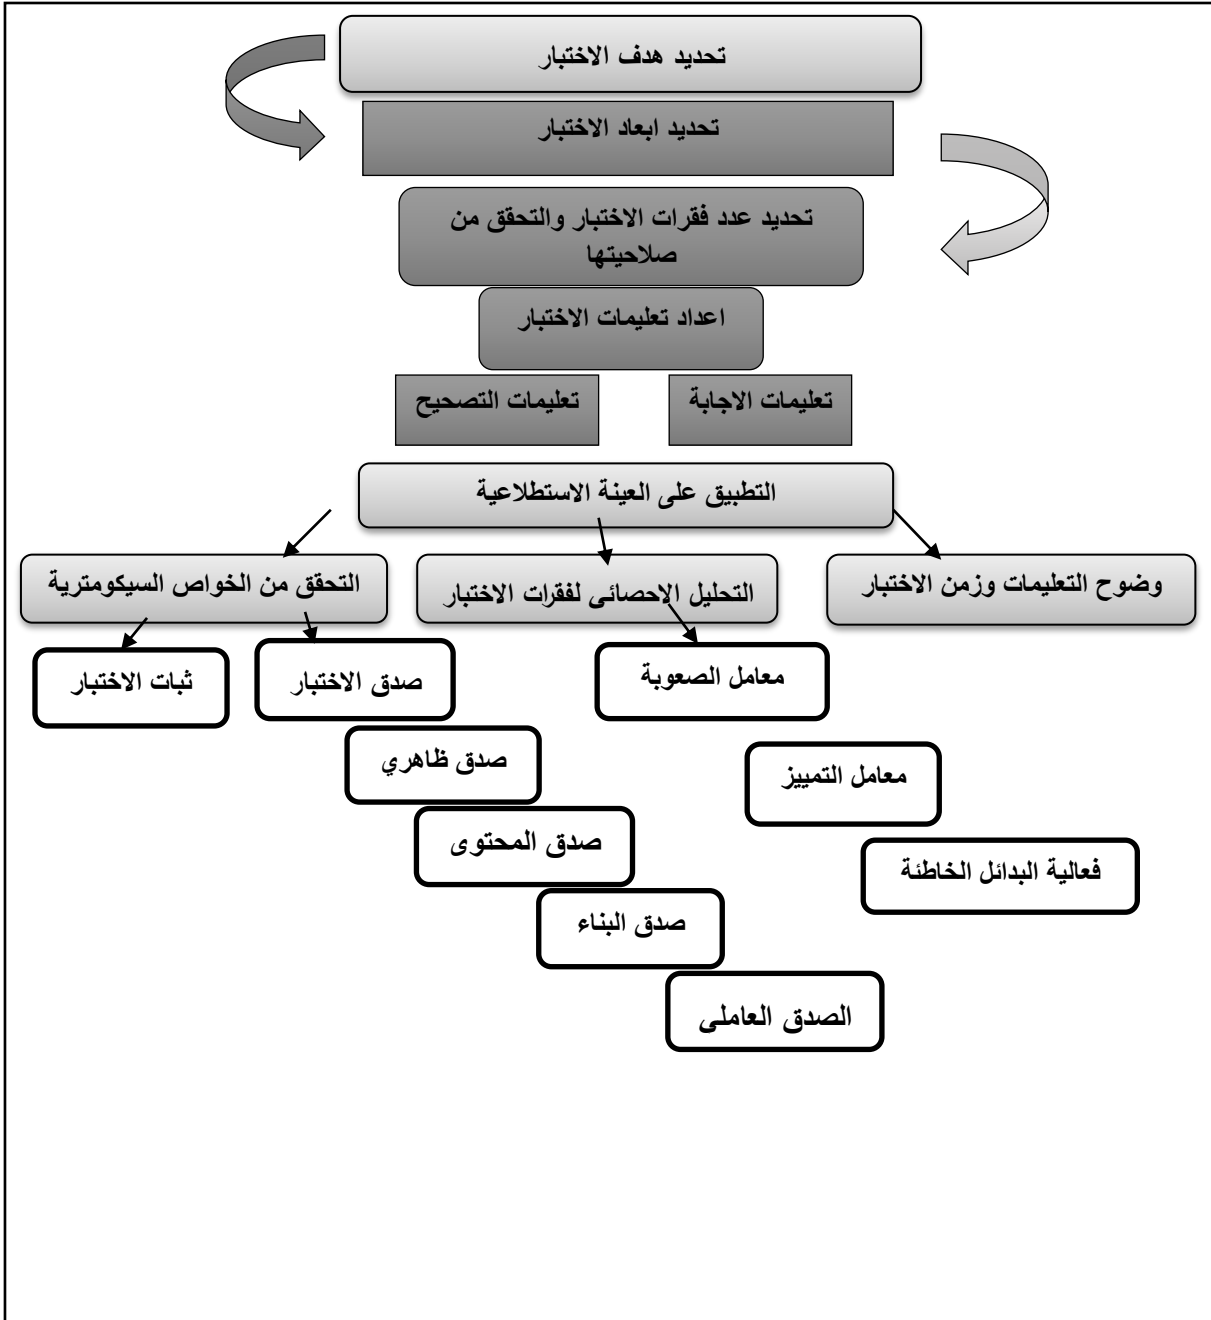 تحديد هدف الاختبار
تحديد ابعاد الاختبار
تحديد عدد فقرات الاختبار والتحقق من
صلاحيتها
اعداد تعليمات الاختبار
تعليمات الاجابة
تعليمات التصحيح
التطبيق على العينة الاستطلاعية
وضوح التعليمات وزمن الاختبار
التحليل الاحصائى لفقرات الاختبار
التحقق من الخواص السيكومترية
معامل الصعوبة
صدق الاختبار
ثبات الاختبار
صدق ظاهري
معامل التمييز
صدق المحتوى
فعالية البدائل الخاطئة
صدق البناء
الصدق العاملى